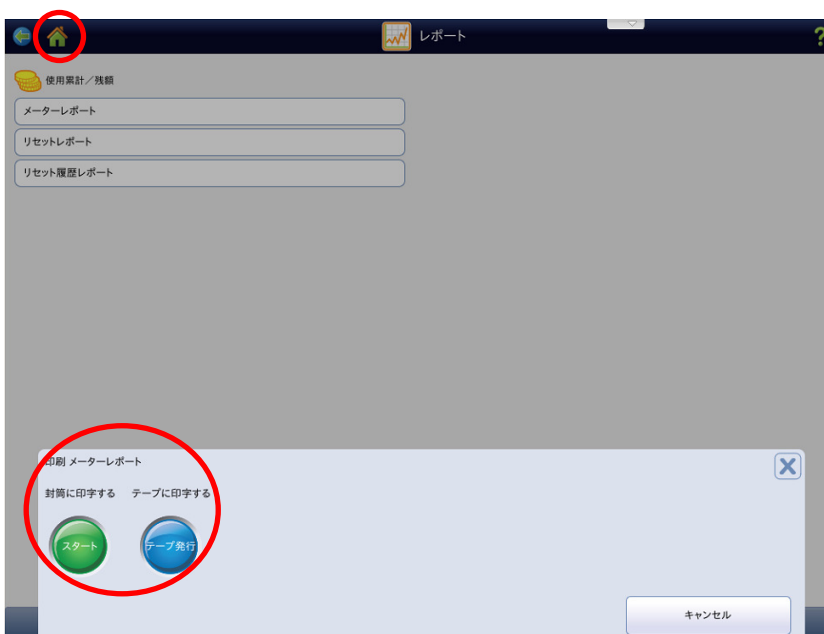 レポート
?
使用累計／残額
メーターレポート
リセットレポート
リセット履歴レポート
印刷 メーターレポート
封筒に印字する テープに印字する
スタート テープ発行
キャンセル